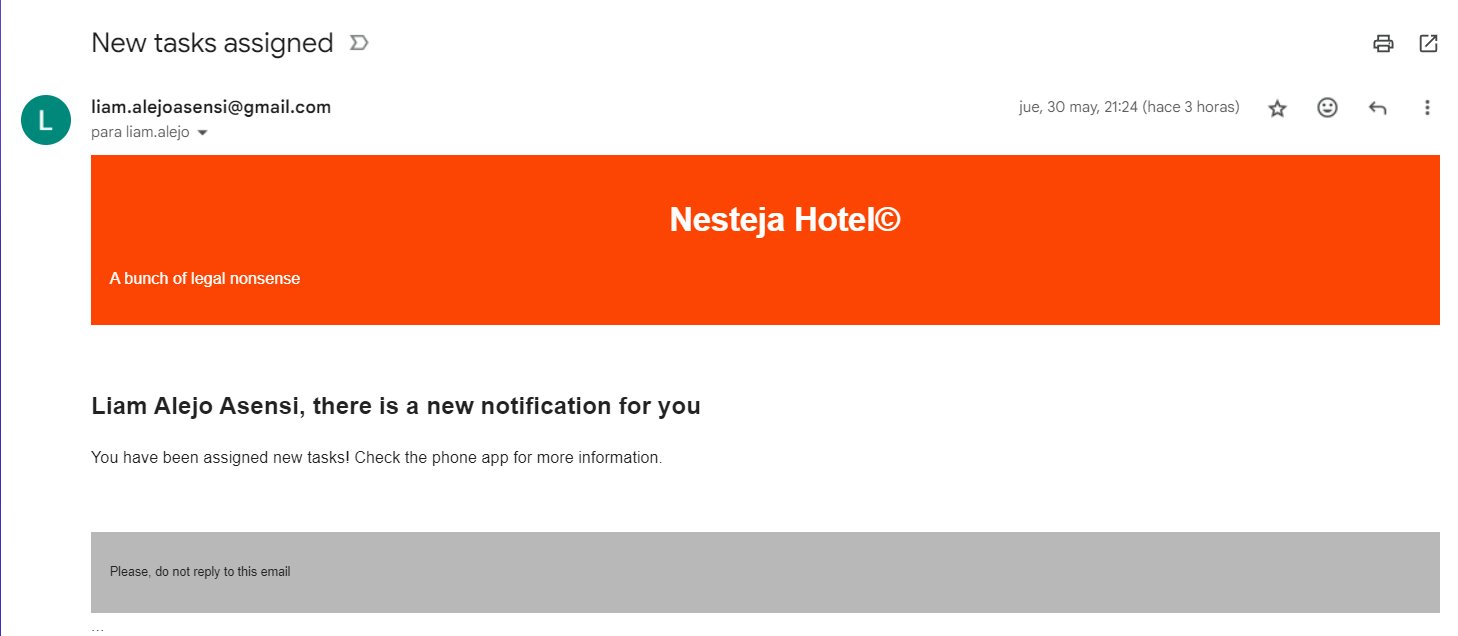 New tasks assigned
L
liam.alejoasensi@gmail.com
jue, 30 may, 21:24 (hace 3 horas)
para liam.alejo
Nesteja Hotel©
A bunch of legal nonsense
Liam Alejo Asensi, there is a new notification for you
You have been assigned new tasks! Check the phone app for more information.
Please, do not reply to this email
...